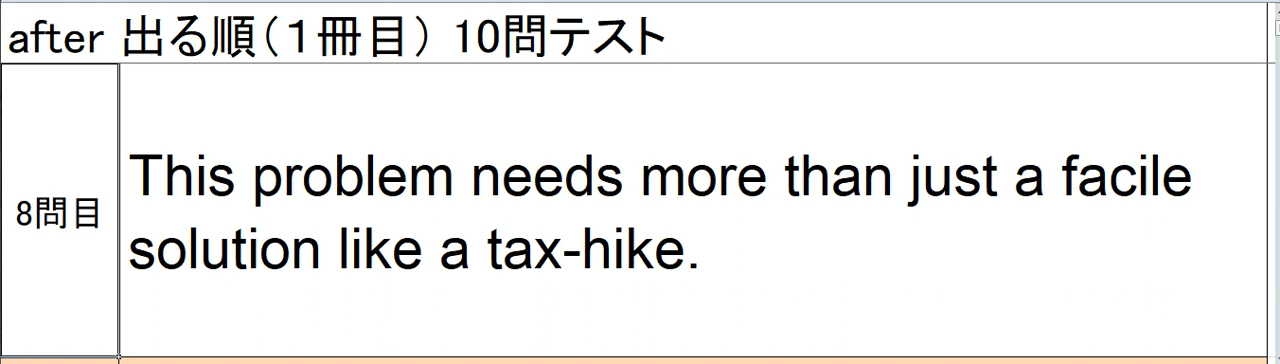 after 出る順（１冊目） 10問テスト
8問目
This problem needs more than just a facile
solution like a tax-hike.